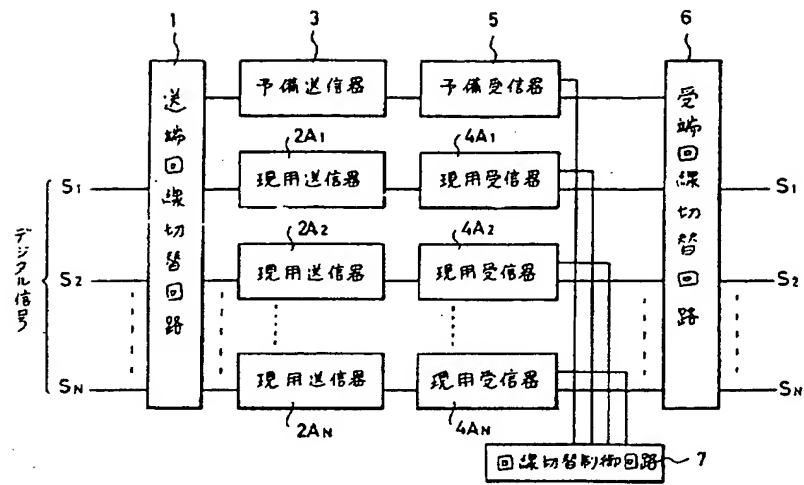 1
3
5
6
送端回線切替回路
予備送信器
予備受信器
受端回線切替回路
2A1
4A1
S1
現用送信器
現用受信器
S1
デジタル信号
2A2
4A2
S2
現用送信器
現用受信器
S2
SN
現用送信器
現用受信器
SN
2AN
4AN
回線切替制御回路
7